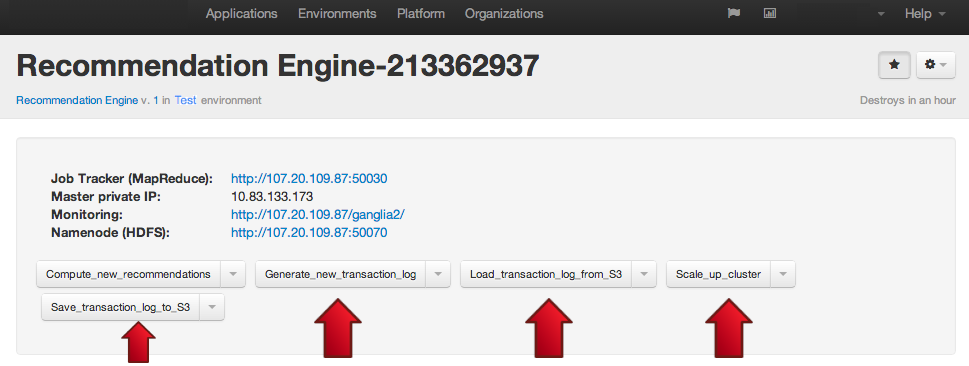 Applications Environments Platform Organizations Help
Recommendation Engine-213362937
Recommendation Engine v. 1 in Test environment Destroys in an hour
Job Tracker (MapReduce): http://107.20.109.87:50030
Master private IP: 10.83.133.173
Monitoring: http://107.20.109.87/ganglia2/
Namenode (HDFS): http://107.20.109.87:50070
Compute_new_recommendations Generate_new_transaction_log Load_transaction_log_from_S3 Scale_up_cluster
Save_transaction_log_to_S3